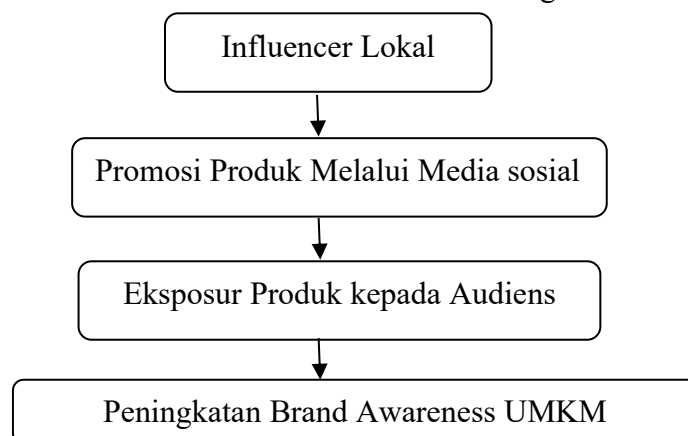 Influencer Lokal
Promosi Produk Melalui Media sosial
Eksposur Produk kepada Audiens
Peningkatan Brand Awareness UMKM